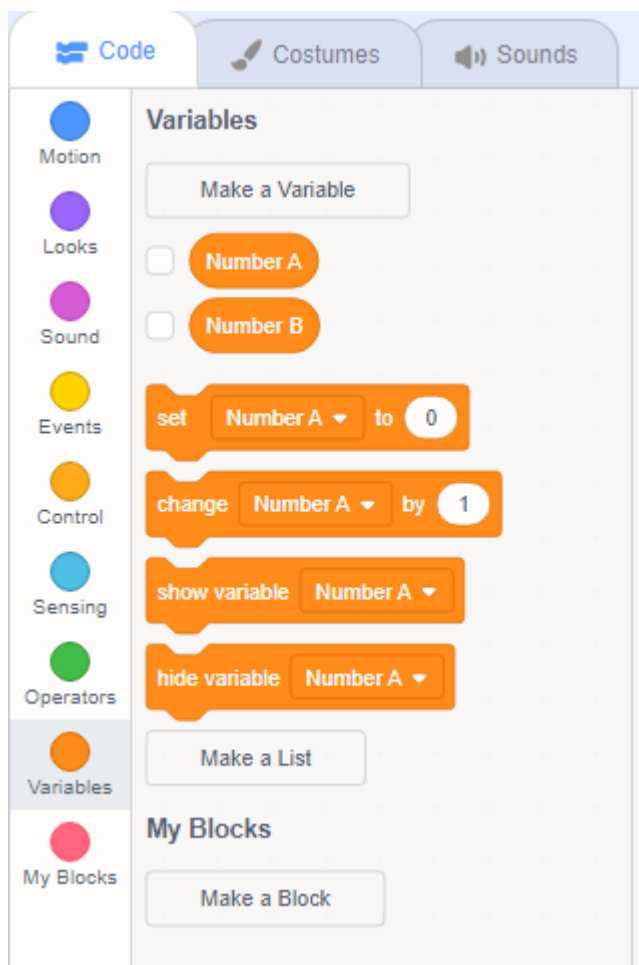 Code Costumes Sounds
Motion
Looks
Sound
Events
Control
Sensing
Operators
Variables
My Blocks
Variables
Make a Variable
Number A
Number B
set Number A to 0
change Number A by 1
show variable Number A
hide variable Number A
Make a List
My Blocks
Make a Block